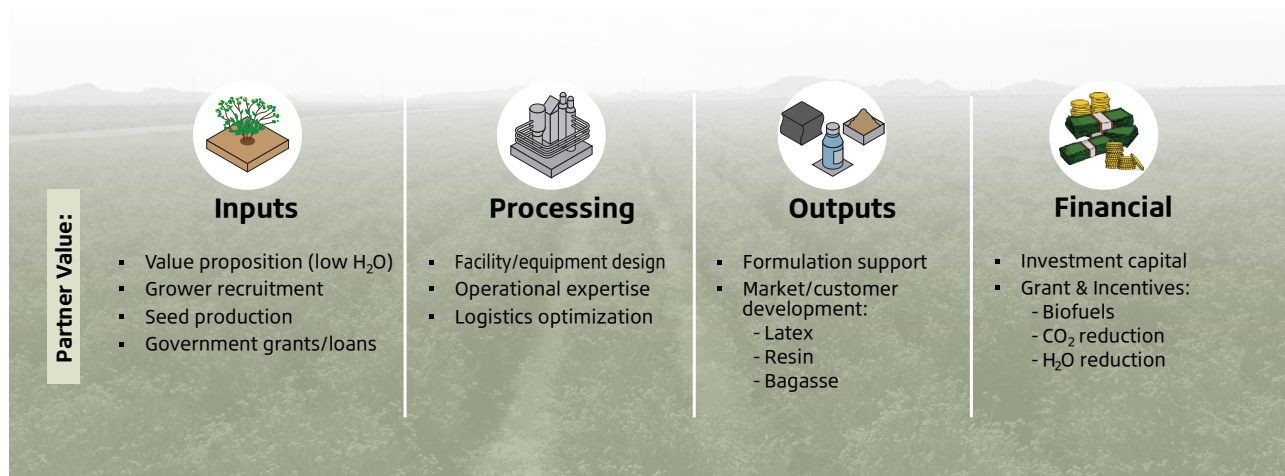 Partner Value:
Inputs
▪ Value proposition (low H₂O)
▪ Grower recruitment
▪ Seed production
▪ Government grants/loans
Processing
▪ Facility/equipment design
▪ Operational expertise
▪ Logistics optimization
Outputs
▪ Formulation support
▪ Market/customer
development:
- Latex
- Resin
- Bagasse
Financial
▪ Investment capital
▪ Grant & Incentives:
- Biofuels
- CO₂ reduction
- H₂O reduction